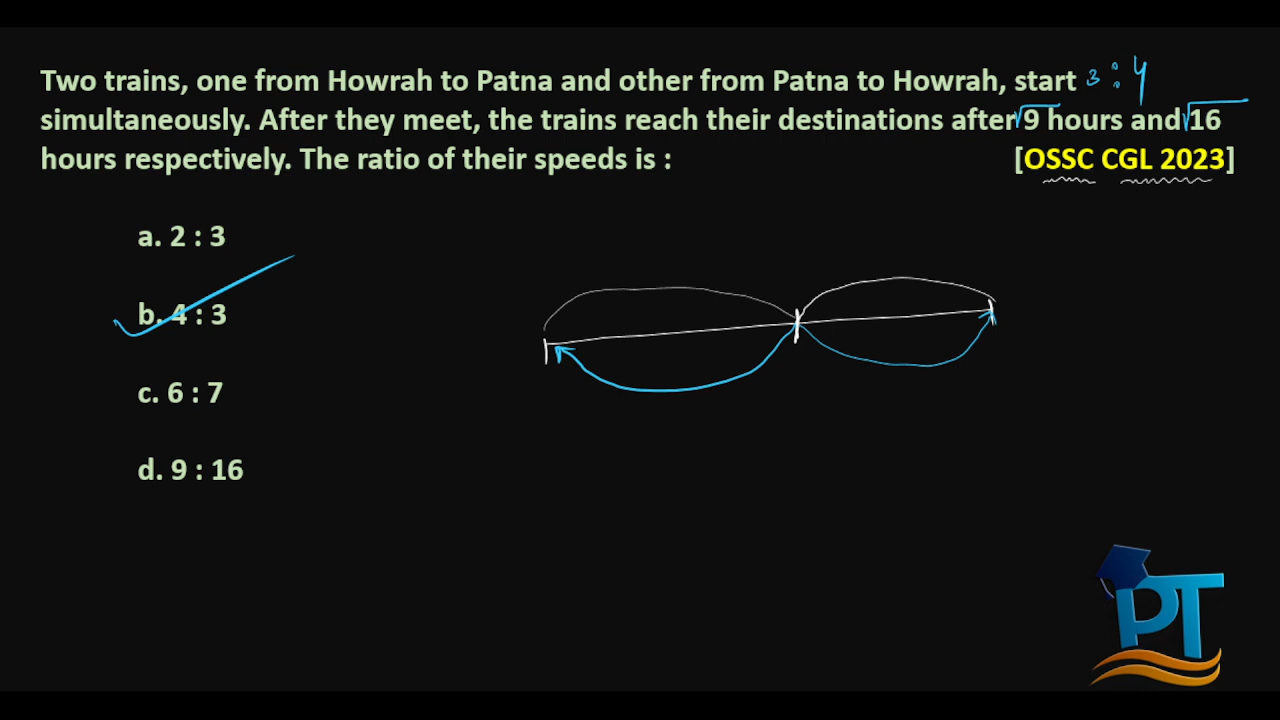 Two trains, one from Howrah to Patna and other from Patna to Howrah, start 3 : 4
simultaneously. After they meet, the trains reach their destinations after √9 hours and √16
hours respectively. The ratio of their speeds is : [OSSC CGL 2023]
a. 2 : 3
b. 4 : 3
c. 6 : 7
d. 9 : 16
PT